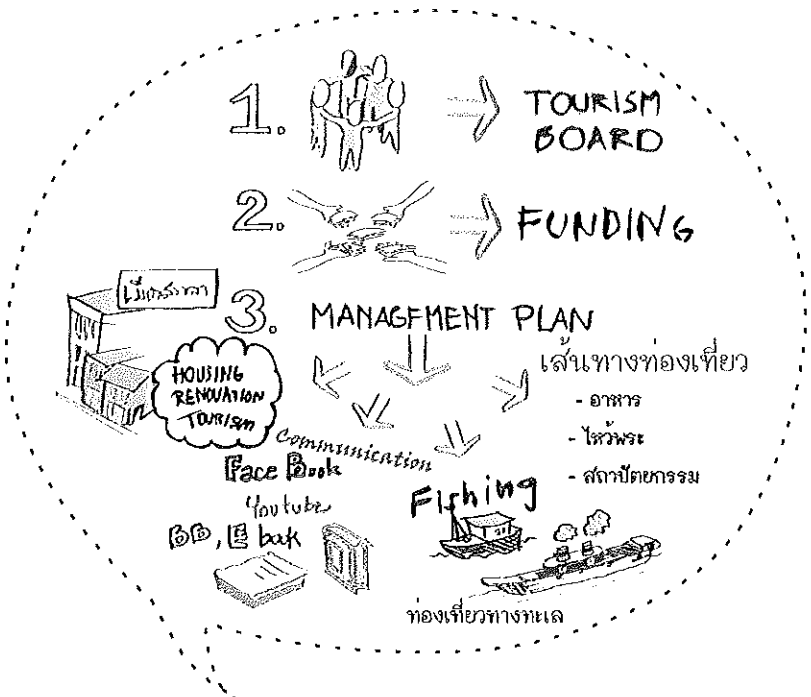 1.
TOURISM
BOARD
2.
FUNDING
3. MANAGEMENT PLAN
HOUSING
RENOVATION
TOURISM
Communication
Face Book
Youtube
BB, E book
Fishing
ท่องเที่ยวทางทะเล
เส้นทางท่องเที่ยว
- อาหาร
- ไหว้พระ
- สถาปัตยกรรม